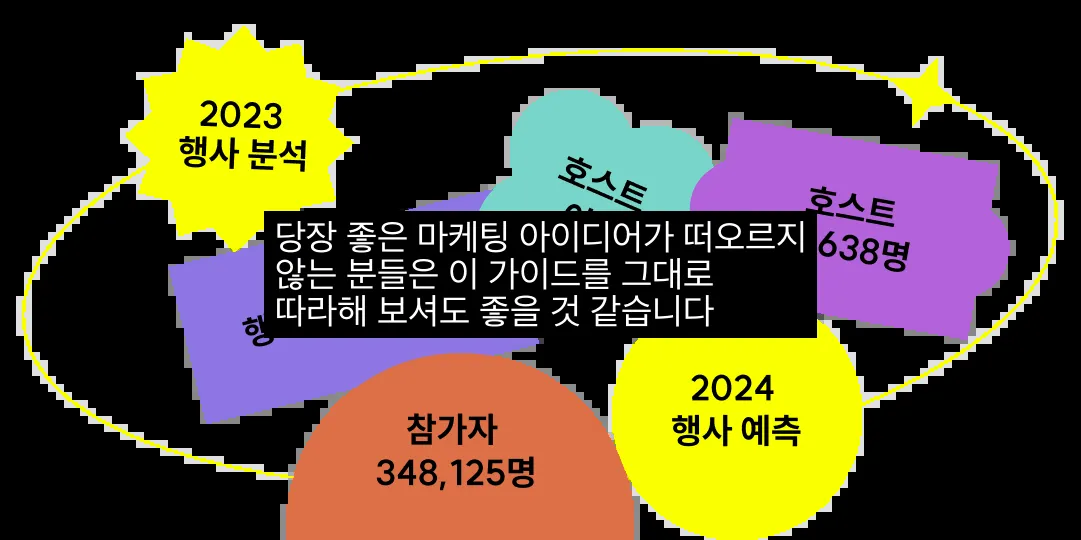 2023
행사 분석
호스트
호스트
638명
당장 좋은 마케팅 아이디어가 떠오르지
않는 분들은 이 가이드를 그대로
따라해 보셔도 좋을 것 같습니다
2024
행사 예측
참가자
348,125명